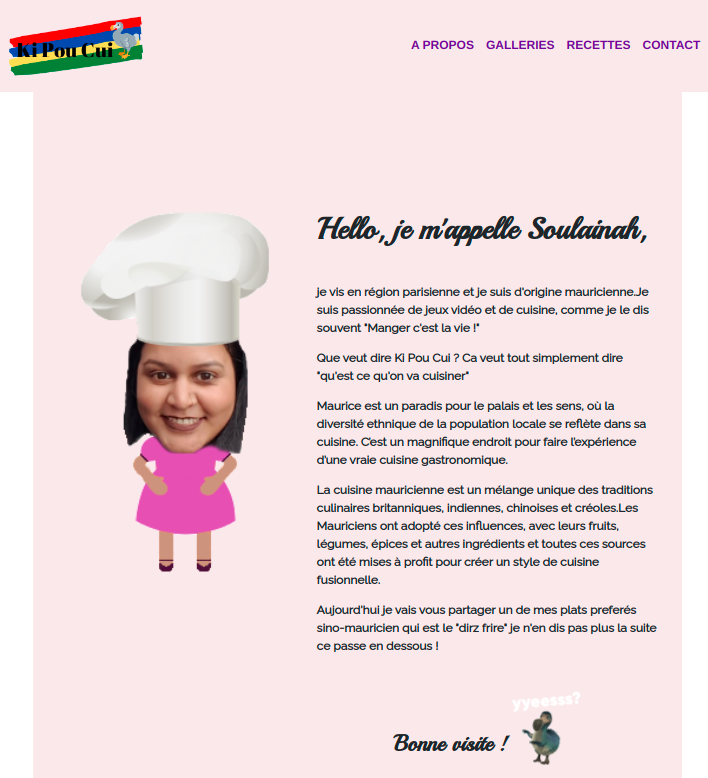 Ki Pou Cui
A PROPOS GALLERIES RECETTES CONTACT
Hello, je m'appelle Soulainah,
je vis en région parisienne et je suis d'origine mauricienne.Je
suis passionnée de jeux vidéo et de cuisine, comme je le dis
souvent "Manger c'est la vie !"
Que veut dire Ki Pou Cui ? Ca veut tout simplement dire
"qu'est ce qu'on va cuisiner"
Maurice est un paradis pour le palais et les sens, où la
diversité ethnique de la population locale se reflète dans sa
cuisine. C'est un magnifique endroit pour faire l'expérience
d'une vraie cuisine gastronomique.
La cuisine mauricienne est un mélange unique des traditions
culinaires britanniques, indiennes, chinoises et créoles.Les
Mauriciens ont adopté ces influences, avec leurs fruits,
légumes, épices et autres ingrédients et toutes ces sources
ont été mises à profit pour créer un style de cuisine
fusionnelle.
Aujourd'hui je vais vous partager un de mes plats preferés
sino-mauricien qui est le "dirz frire" je n'en dis pas plus la suite
ce passe en dessous !
yyeesss?
Bonne visite !